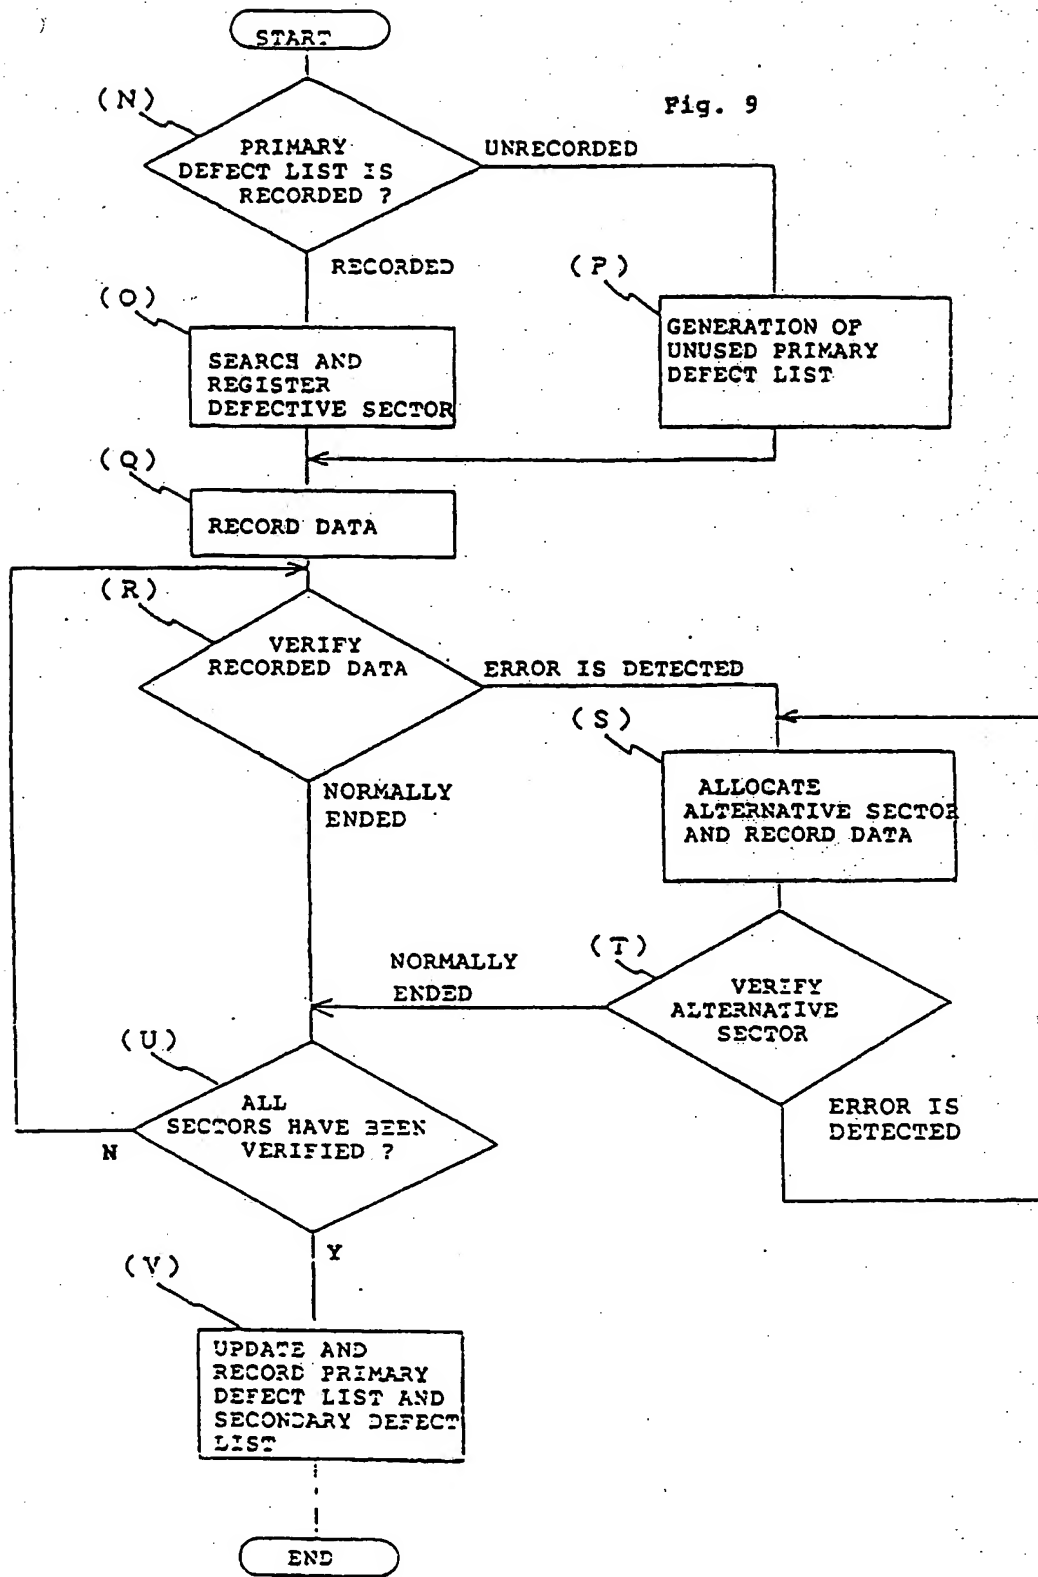 START
Fig. 9
(N)
PRIMARY
DEFECT LIST IS
RECORDED ?
UNRECORDED
RECORDED
(O)
SEARCH AND
REGISTER
DEFECTIVE SECTOR
(P)
GENERATION OF
UNUSED PRIMARY
DEFECT LIST
(Q)
RECORD DATA
(R)
VERIFY
RECORDED DATA
ERROR IS DETECTED
NORMALLY
ENDED
(S)
ALLOCATE
ALTERNATIVE SECTOR
AND RECORD DATA
(T)
VERIFY
ALTERNATIVE
SECTOR
NORMALLY
ENDED
ERROR IS
DETECTED
(U)
ALL
SECTORS HAVE BEEN
VERIFIED ?
N
Y
(V)
UPDATE AND
RECORD PRIMARY
DEFECT LIST AND
SECONDARY DEFECT
LIST
END